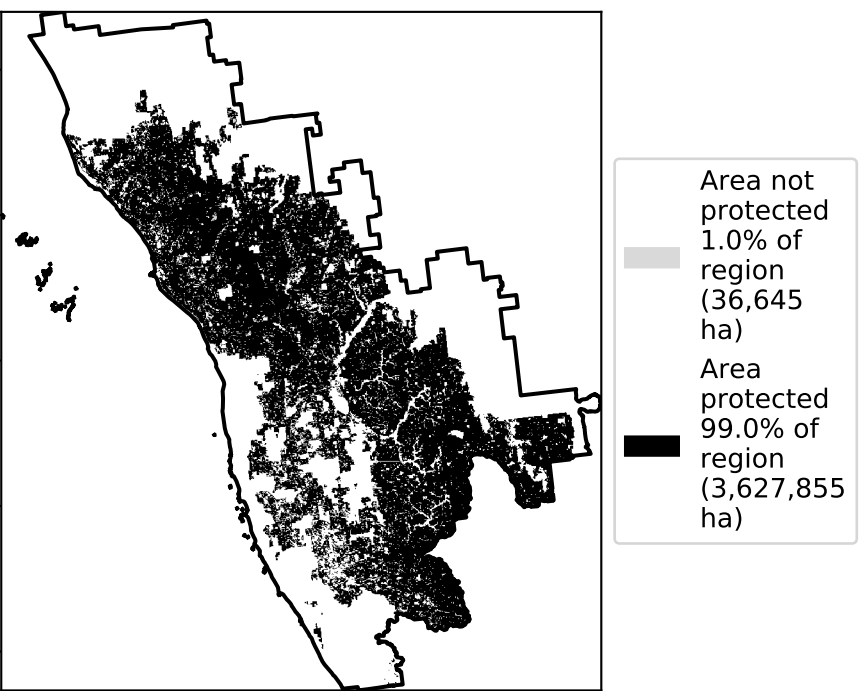 Area not
protected
1.0% of
region
(36,645
ha)
Area
protected
99.0% of
region
(3,627,855
ha)